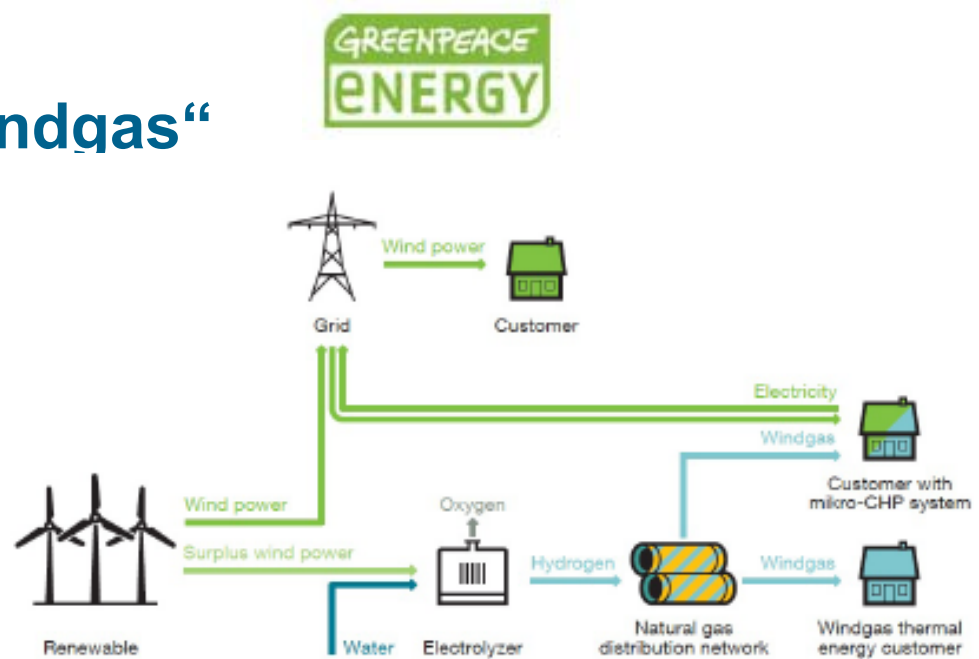 GREENPEACE
eNERGY
ndgas“
Wind power
Grid
Customer
Electricity
Windgas
Customer with
mikro-CHP system
Wind power
Oxygen
Surplus wind power
Hydrogen
Windgas
Renewable
Water
Electrolyzer
Natural gas
distribution network
Windgas thermal
energy customer